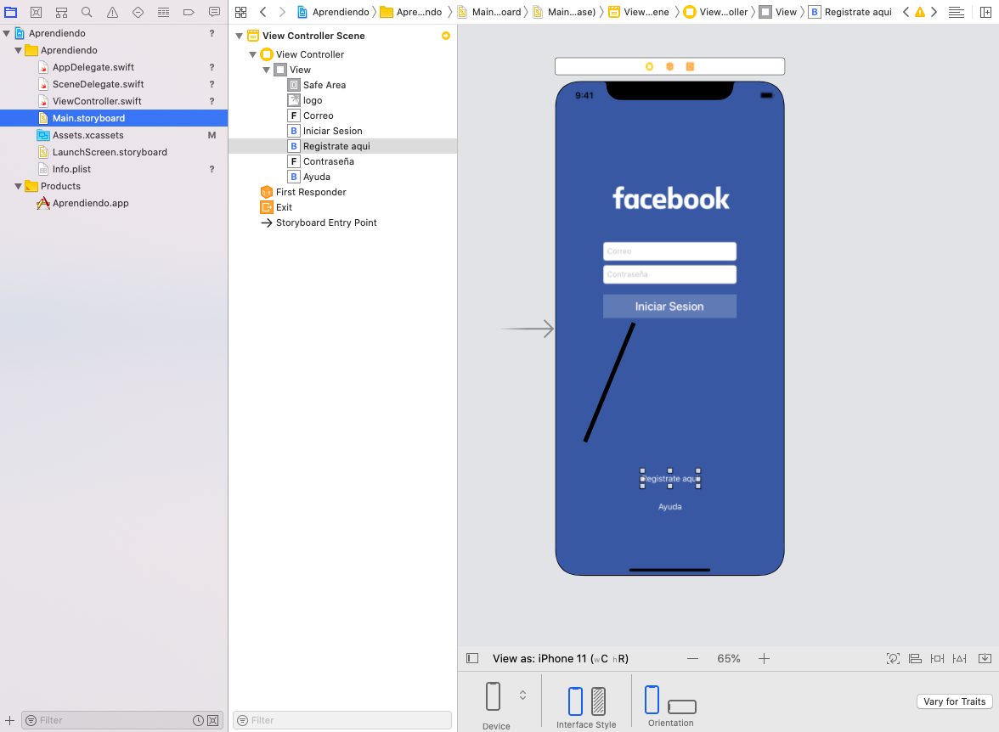 Aprendiendo
Apre...ndo
Main....oard
Main....ase)
View...ene
View...oller
View
B Registrate aqui
Aprendiendo ?
Aprendiendo
AppDelegate.swift ?
SceneDelegate.swift ?
ViewController.swift ?
Main.storyboard
Assets.xcassets M
LaunchScreen.storyboard
Info.plist ?
Products
Aprendiendo.app
Filter
View Controller Scene
View Controller
View
Safe Area
logo
F Correo
B Iniciar Sesion
B Registrate aqui
F Contraseña
B Ayuda
First Responder
Exit
Storyboard Entry Point
Filter
9:41
facebook
Correo
Contraseña
Iniciar Sesion
Registrate aqui
Ayuda
View as: iPhone 11 (wC hR)
65%
Device
Interface Style
Orientation
Vary for Traits